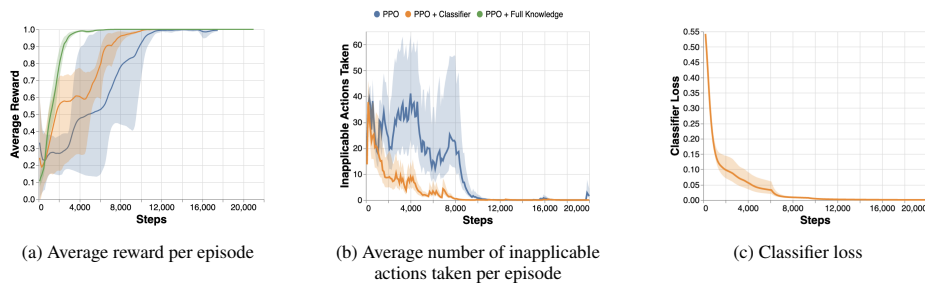 PPO PPO + Classifier PPO + Full Knowledge
1.0
0.9
0.8
0.7
0.6
0.5
0.4
0.3
0.2
0.1
0.0
Average Reward
0 4,000 8,000 12,000 16,000 20,000
Steps
60
50
40
30
20
10
0
Inapplicable Actions Taken
0 4,000 8,000 12,000 16,000 20,000
Steps
0.55
0.50
0.45
0.40
0.35
0.30
0.25
0.20
0.15
0.10
0.05
0.00
Classifier Loss
0 4,000 8,000 12,000 16,000 20,000
Steps
(a) Average reward per episode
(b) Average number of inapplicable
actions taken per episode
(c) Classifier loss